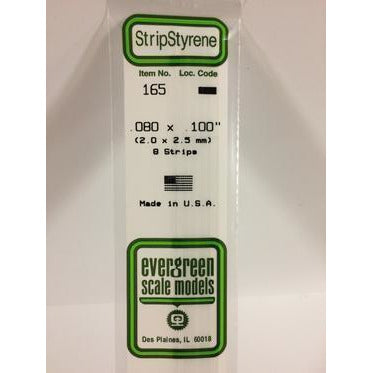 StripStyrene
Item No. Loc. Code
165
.080 x .100"
(2.0 x 2.5 mm)
8 Strips
Made in U.S.A.
evergreen
scale models
Des Plaines, IL 60018